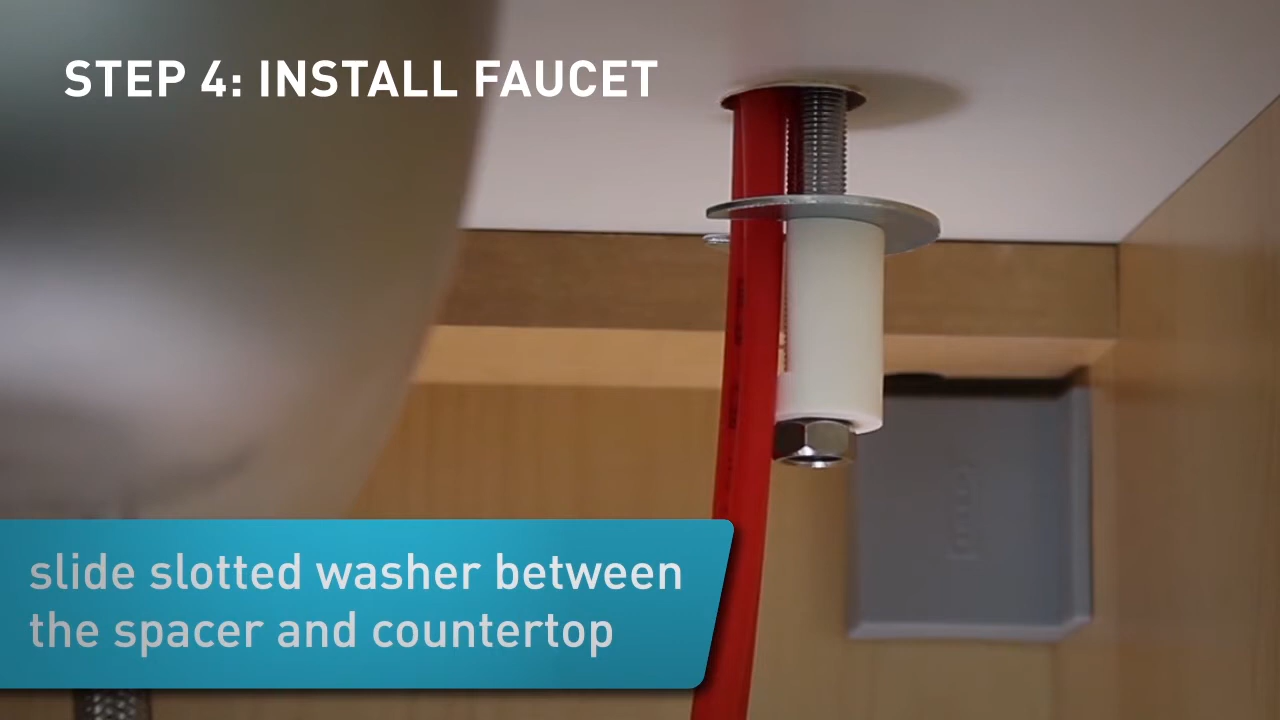 STEP 4: INSTALL FAUCET
slide slotted washer between
the spacer and countertop